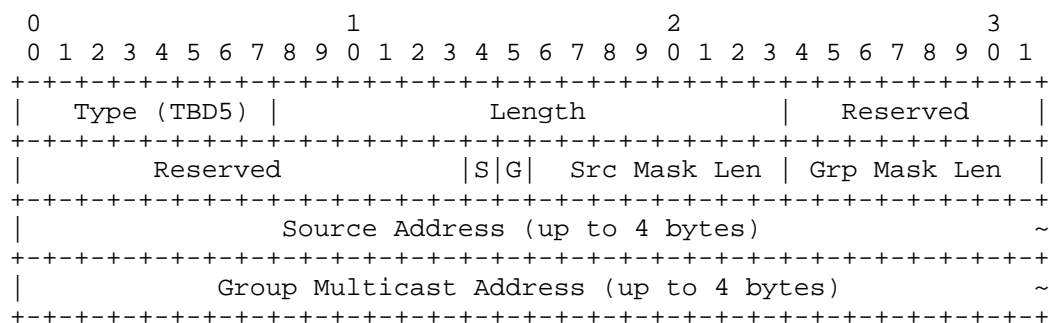 0                   1                   2                   3
 0 1 2 3 4 5 6 7 8 9 0 1 2 3 4 5 6 7 8 9 0 1 2 3 4 5 6 7 8 9 0 1
+-+-+-+-+-+-+-+-+-+-+-+-+-+-+-+-+-+-+-+-+-+-+-+-+-+-+-+-+-+-+-+-+
|   Type (TBD5) |              Length             |   Reserved    |
+-+-+-+-+-+-+-+-+-+-+-+-+-+-+-+-+-+-+-+-+-+-+-+-+-+-+-+-+-+-+-+-+
|        Reserved           |S|G|  Src Mask Len | Grp Mask Len  |
+-+-+-+-+-+-+-+-+-+-+-+-+-+-+-+-+-+-+-+-+-+-+-+-+-+-+-+-+-+-+-+-+
|                Source Address (up to 4 bytes)                 ~
+-+-+-+-+-+-+-+-+-+-+-+-+-+-+-+-+-+-+-+-+-+-+-+-+-+-+-+-+-+-+-+-+
|            Group Multicast Address (up to 4 bytes)            ~
+-+-+-+-+-+-+-+-+-+-+-+-+-+-+-+-+-+-+-+-+-+-+-+-+-+-+-+-+-+-+-+-+